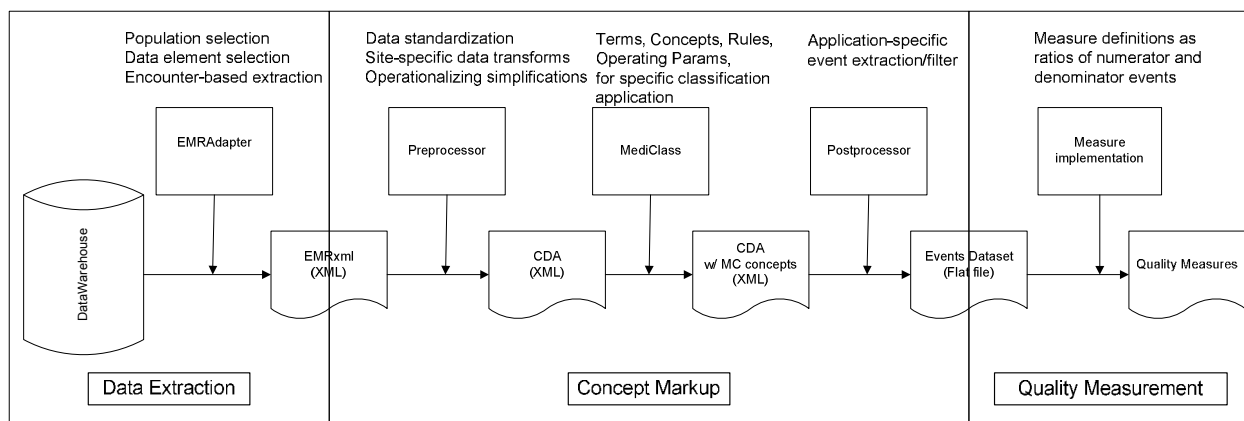 Population selection
Data element selection
Encounter-based extraction
Data standardization
Site-specific data transforms
Operationalizing simplifications
Terms, Concepts, Rules,
Operating Params,
for specific classification
application
Application-specific
event extraction/filter
Measure definitions as
ratios of numerator and
denominator events
EMRAdapter
Preprocessor
MediClass
Postprocessor
Measure
implementation
DataWarehouse
EMRxml
(XML)
CDA
(XML)
CDA
w/ MC concepts
(XML)
Events Dataset
(Flat file)
Quality Measures
Data Extraction
Concept Markup
Quality Measurement